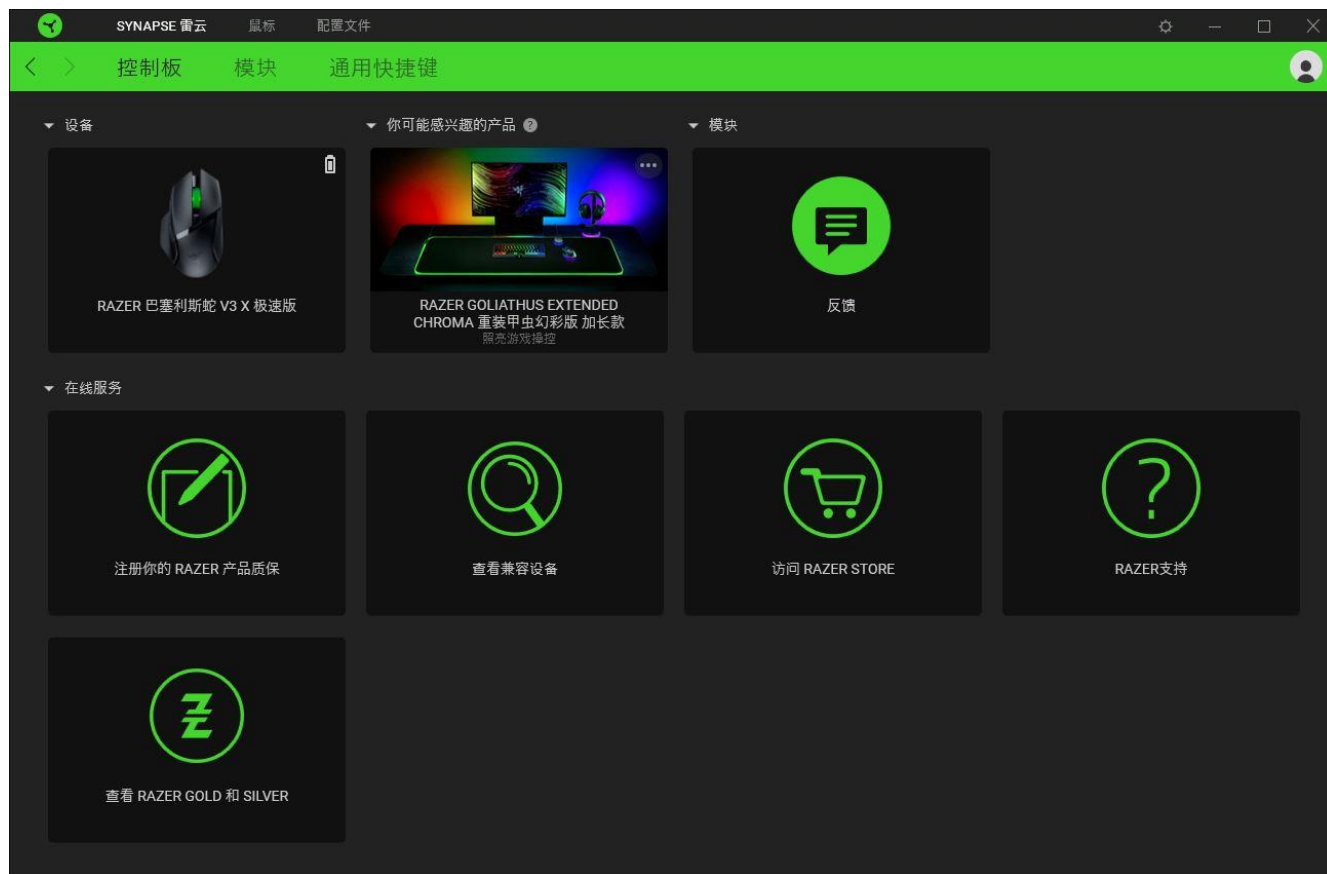 SYNAPSE 雷云 鼠标 配置文件
控制板 模块 通用快捷键
设备
你可能感兴趣的产品 ?
模块
RAZER 巴塞利斯蛇 V3 X 极速版
RAZER GOLIATHUS EXTENDED
CHROMA 重装甲虫幻彩版 加长款
照亮游戏操控
反馈
在线服务
注册你的 RAZER 产品质保
查看兼容设备
访问 RAZER STORE
RAZER支持
查看 RAZER GOLD 和 SILVER